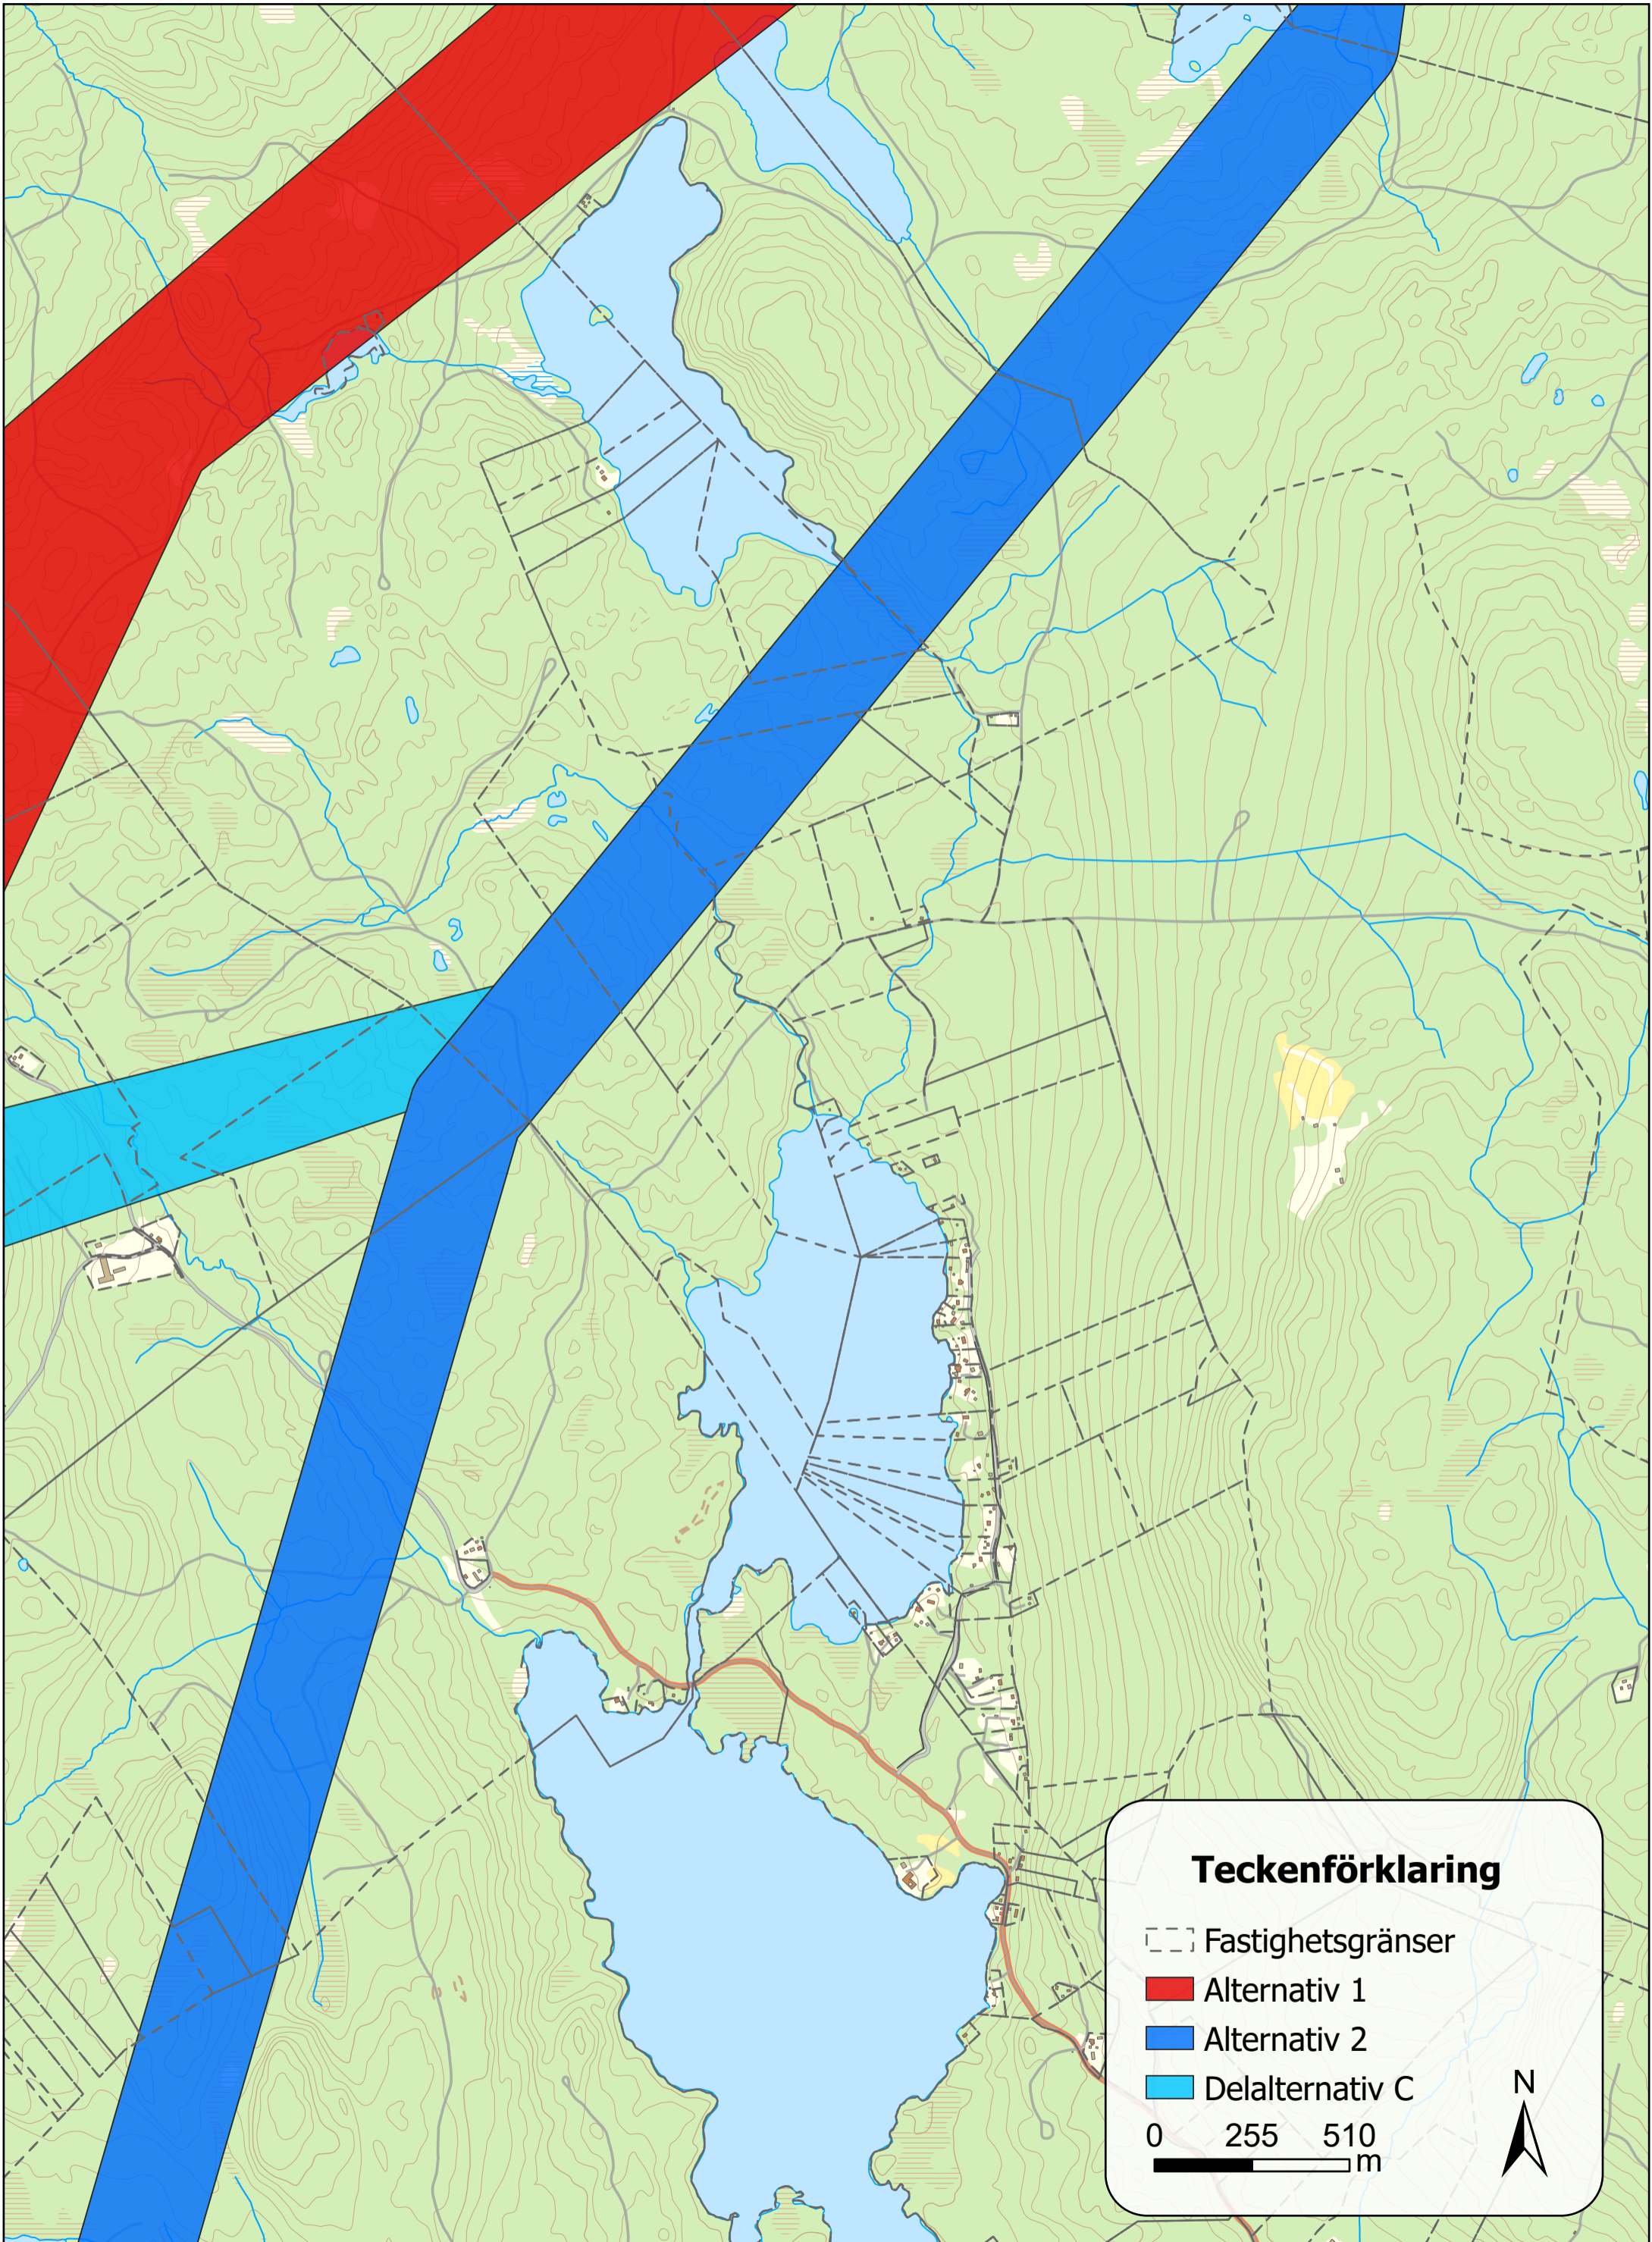 Teckenförklaring
Fastighetsgränser
Alternativ 1
Alternativ 2
Delalternativ C
0 255 510
m
N